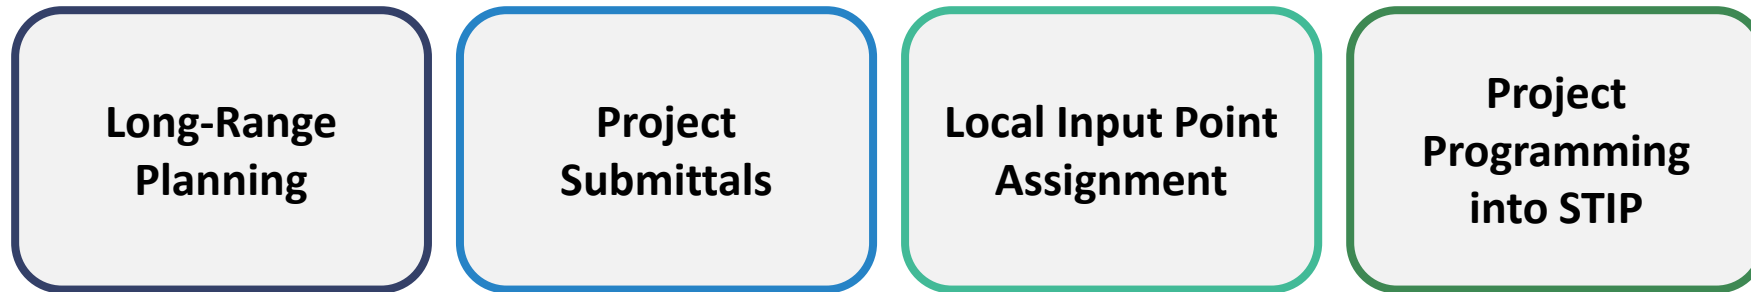 Long-Range
Planning
Project
Submittals
Local Input Point
Assignment
Project
Programming
into STIP